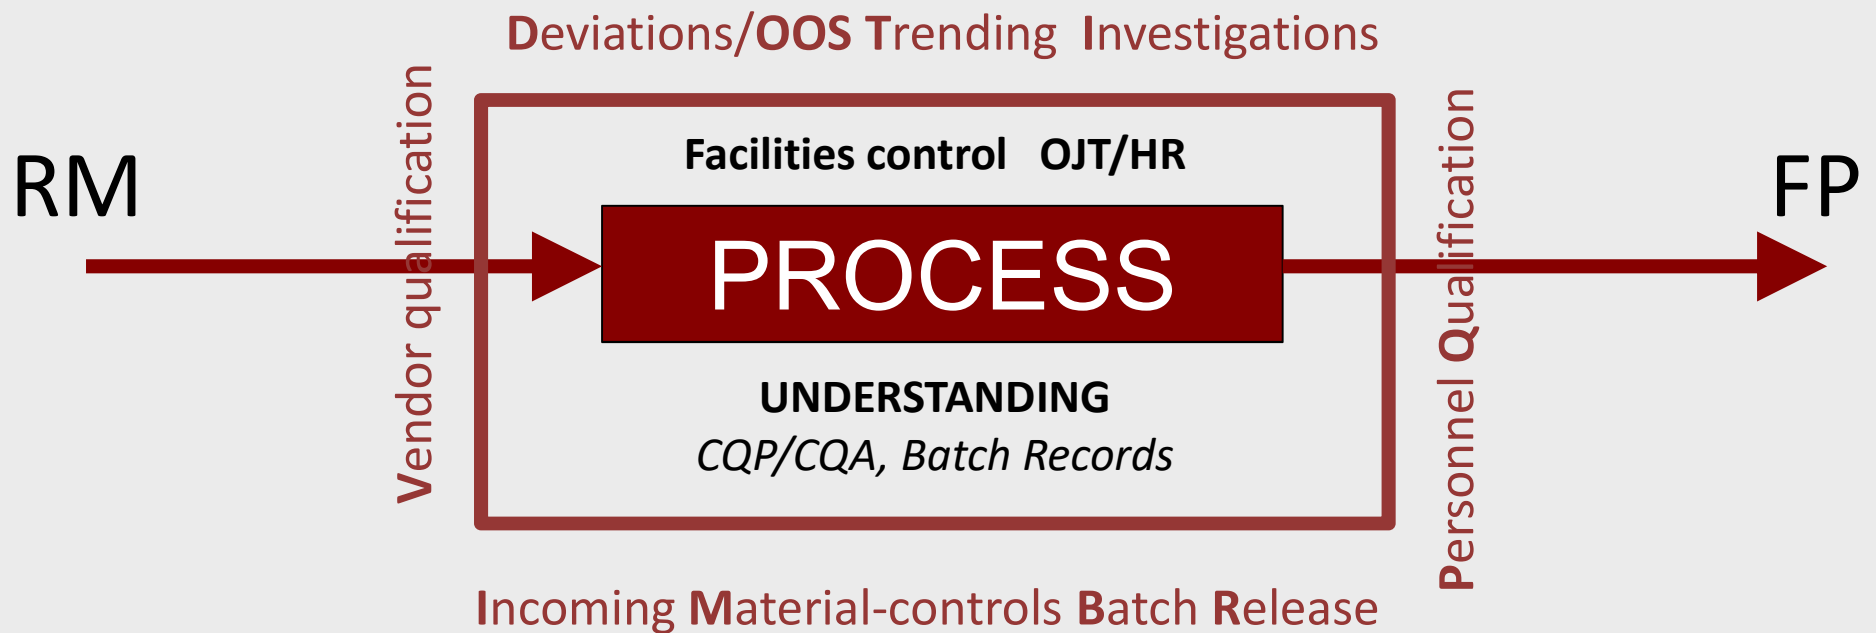 Deviations/OOS Trending Investigations
Vendor qualification
Facilities control OJT/HR
RM
PROCESS
FP
UNDERSTANDING
CQP/CQA, Batch Records
Personnel Qualification
Incoming Material-controls Batch Release